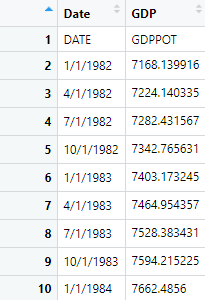 Date GDP
1 DATE GDPPOT
2 1/1/1982 7168.139916
3 4/1/1982 7224.140335
4 7/1/1982 7282.431567
5 10/1/1982 7342.765631
6 1/1/1983 7403.173245
7 4/1/1983 7464.954357
8 7/1/1983 7528.383431
9 10/1/1983 7594.215225
10 1/1/1984 7662.4856